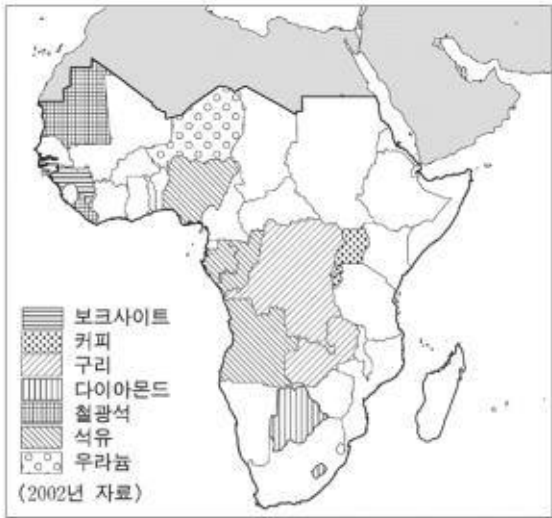 보크사이트
커피
구리
다이아몬드
철광석
석유
우라늄
(2002년 자료)